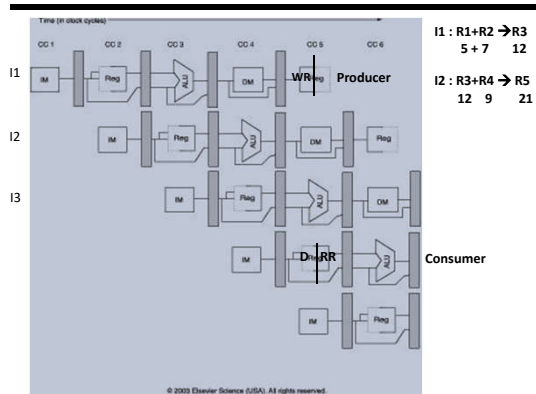 Time (in clock cycles)
CC 1 CC 2 CC 3 CC 4 CC 5 CC 6
I1 : R1+R2 → R3
5 + 7 12
I2 : R3+R4 → R5
12 9 21
I1 IM Reg ALU DM WR Reg Producer
I2 IM Reg ALU DM Reg
I3 IM Reg ALU DM
IM D Reg RR ALU Consumer
IM Reg
© 2003 Elsevier Science (USA). All rights reserved.